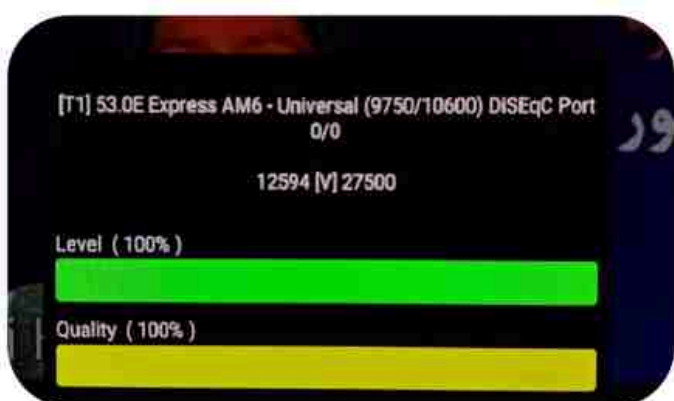 [T1] 53.0E Express AM6 - Universal (9750/10600) DISEqC Port
0/0
12594 [V] 27500
Level ( 100% )
Quality ( 100% )